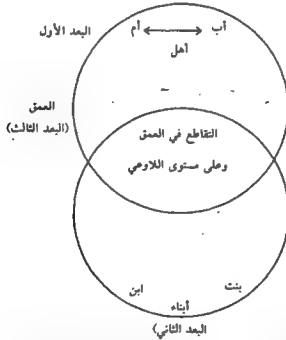 البعد الأول
أم أب
أهل
العمق
(البعد الثالث)
التقاطع في العمق
وعلى مستوى اللاوعي
ابن بنت
أبناء
البعد الثاني)